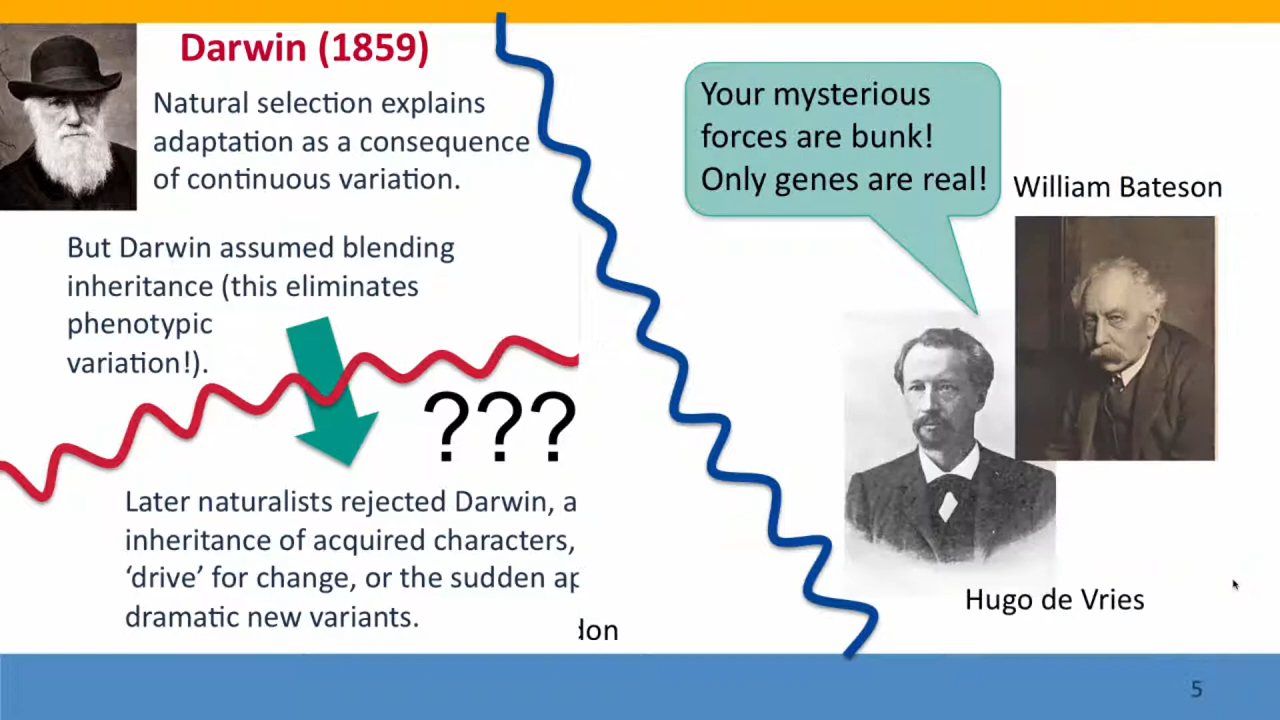 Darwin (1859)
Natural selection explains
adaptation as a consequence
of continuous variation.
But Darwin assumed blending
inheritance (this eliminates
phenotypic
variation!).
???
Later naturalists rejected Darwin, a
inheritance of acquired characters,
‘drive’ for change, or the sudden ap
dramatic new variants.
don
Your mysterious
forces are bunk!
Only genes are real!
William Bateson
Hugo de Vries
5